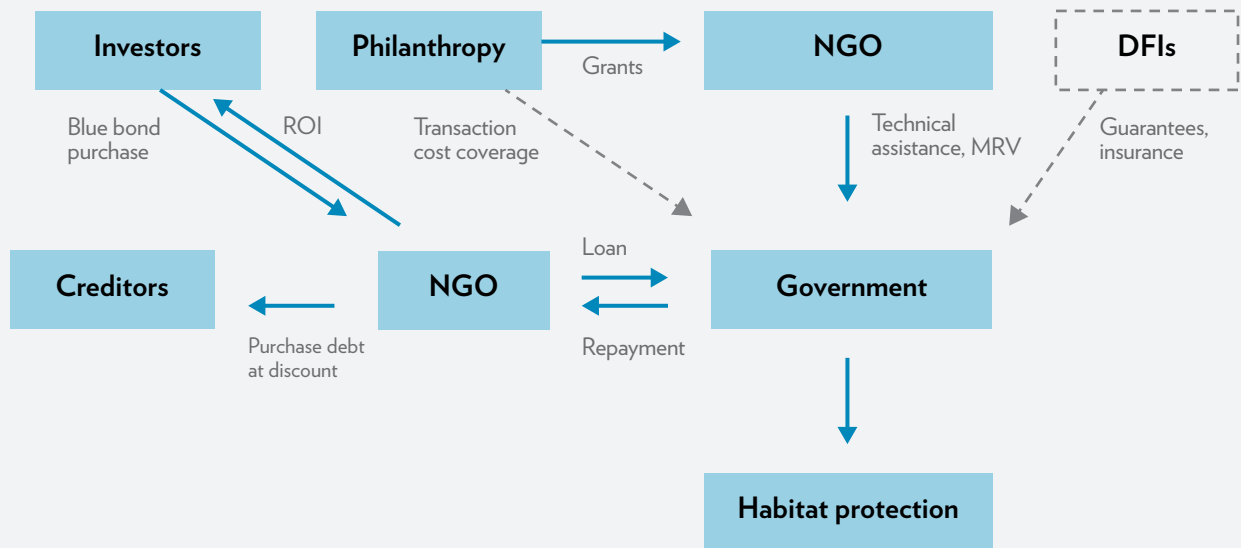 Investors
Philanthropy
NGO
DFIs
Grants
Blue bond
purchase
ROI
Transaction
cost coverage
Technical
assistance, MRV
Guarantees,
insurance
Creditors
NGO
Loan
Government
Purchase debt
at discount
Repayment
Habitat protection